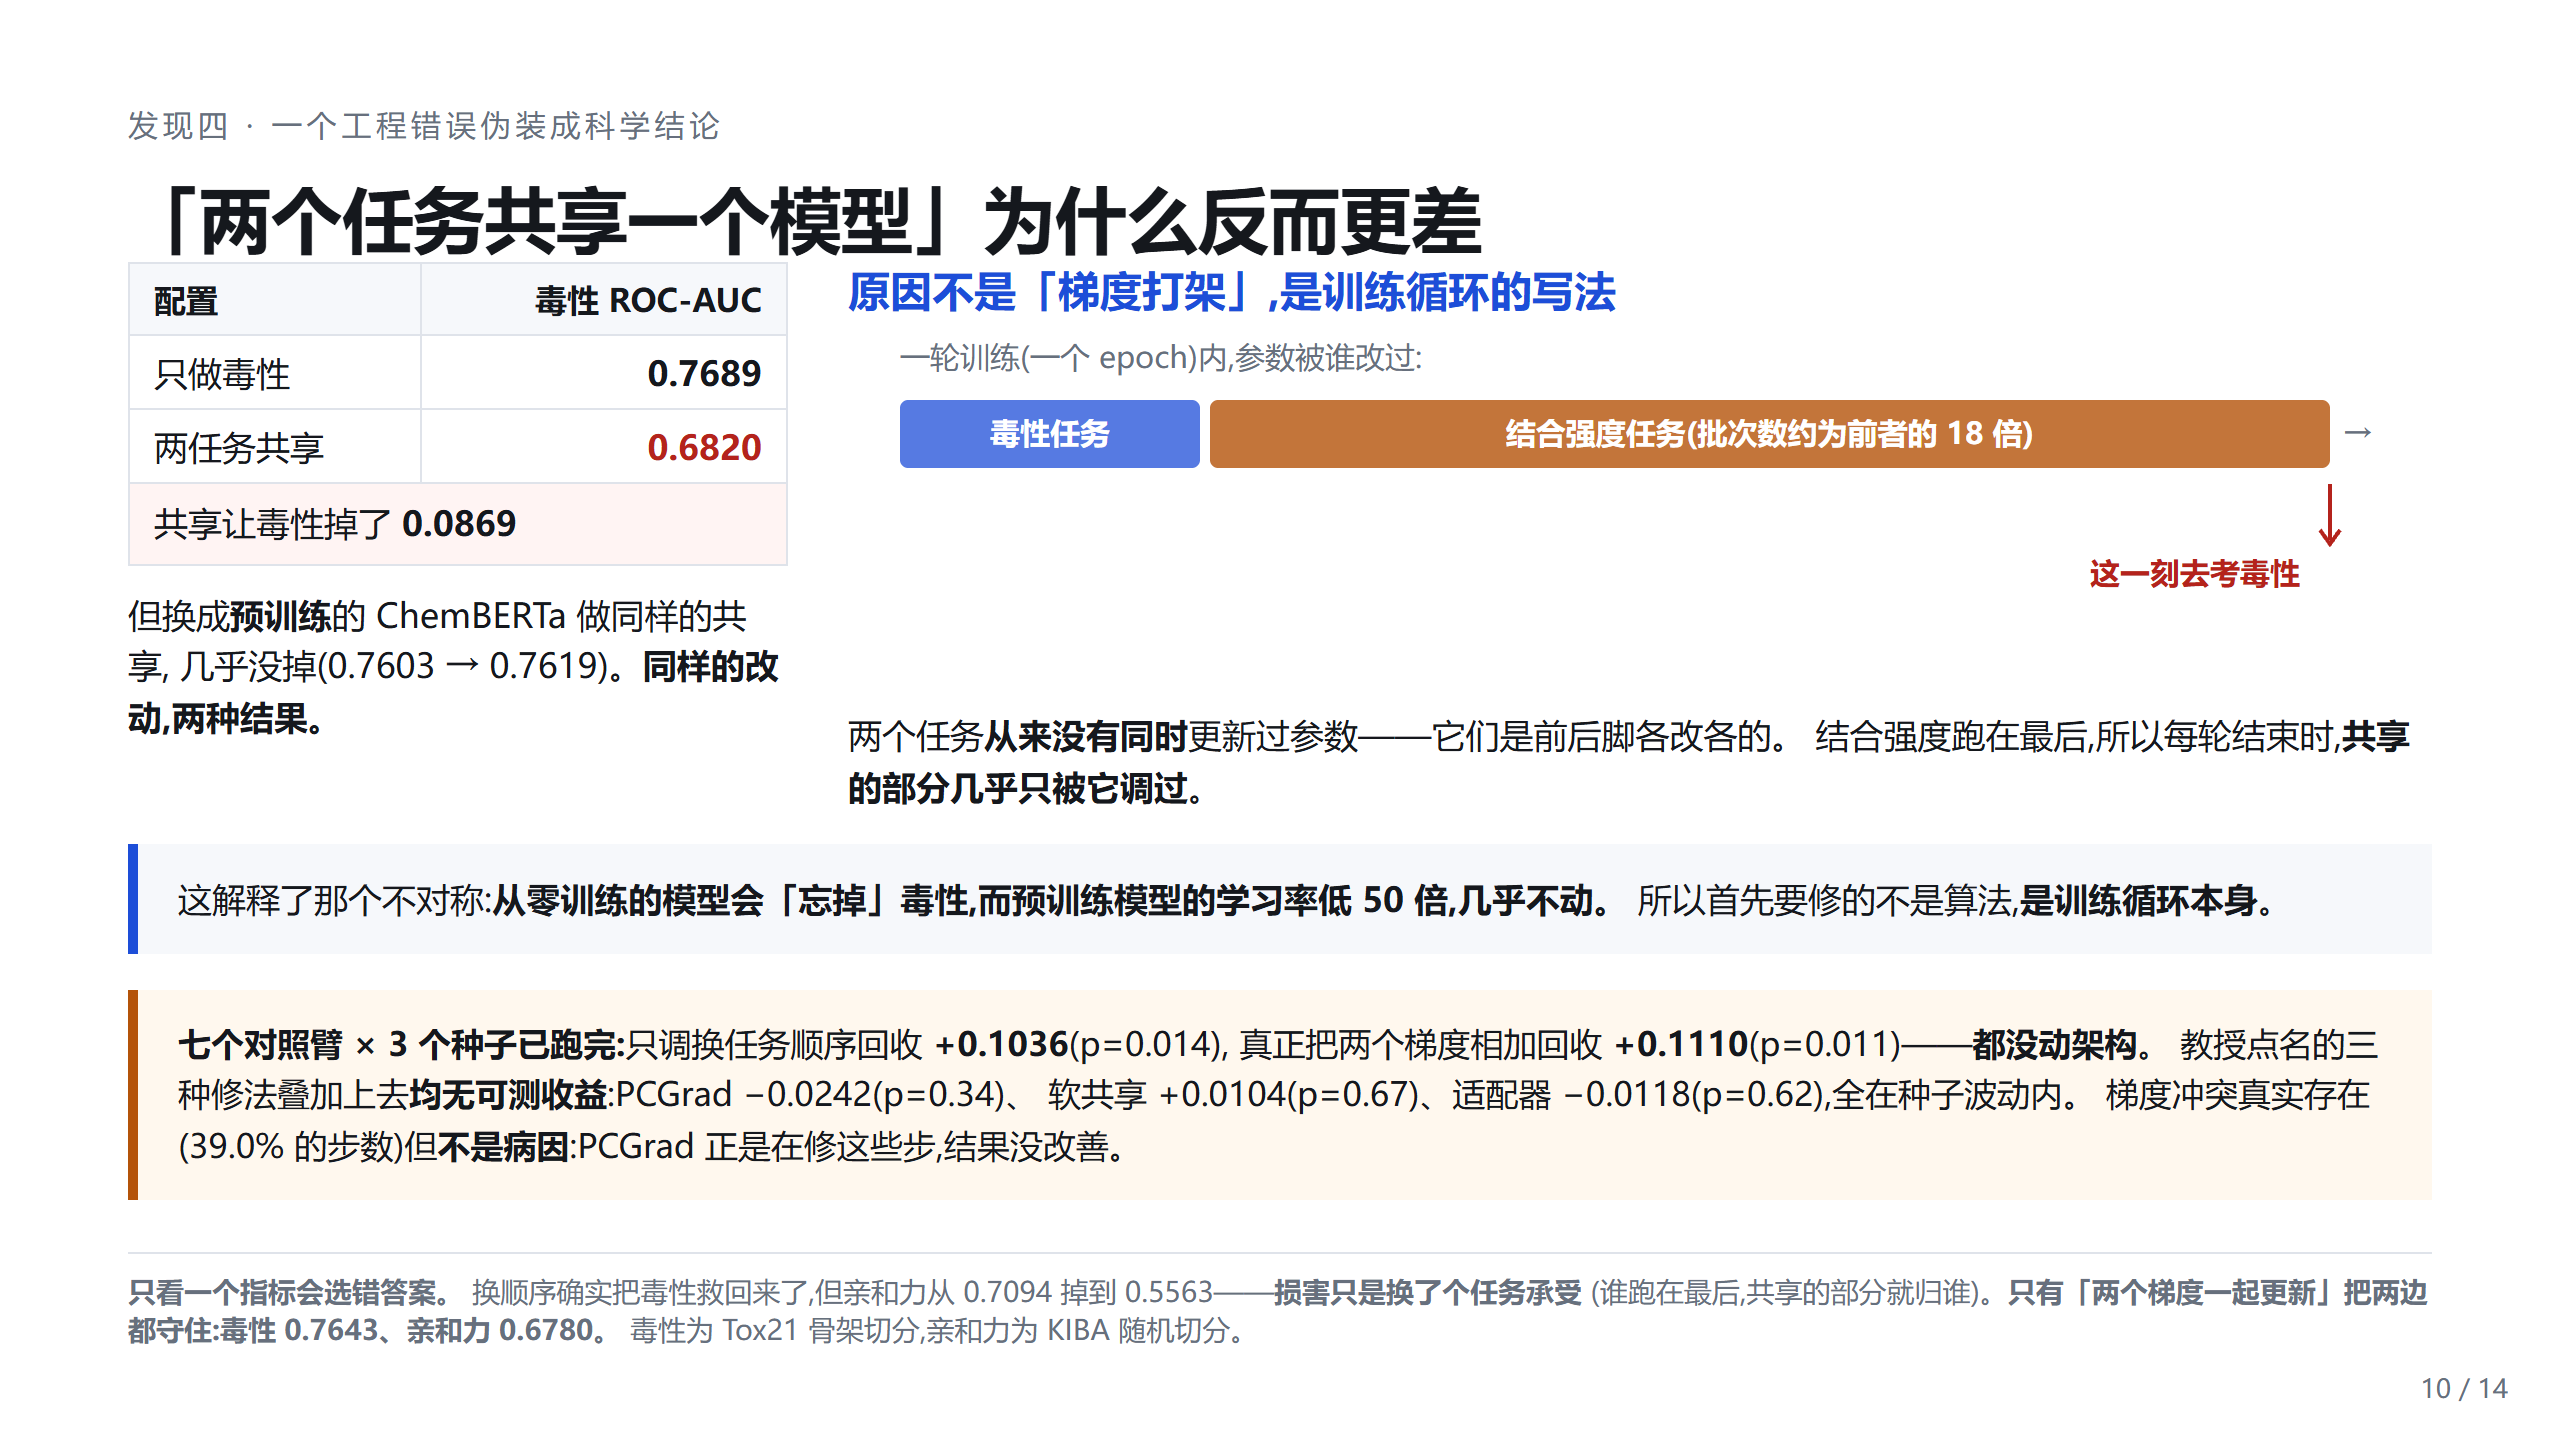 发现四 · 一个工程错误伪装成科学结论
「两个任务共享一个模型」为什么反而更差
配置 毒性 ROC-AUC
只做毒性 0.7689
两任务共享 0.6820
共享让毒性掉了 0.0869
但换成预训练的 ChemBERTa 做同样的共
享, 几乎没掉(0.7603 → 0.7619)。同样的改
动,两种结果。
原因不是「梯度打架」,是训练循环的写法
一轮训练(一个 epoch)内,参数被谁改过:
毒性任务
结合强度任务(批次数约为前者的 18 倍)
→
这一刻去考毒性
两个任务从来没有同时更新过参数——它们是前后脚各改各的。 结合强度跑在最后,所以每轮结束时,共享
的部分几乎只被它调过。
这解释了那个不对称:从零训练的模型会「忘掉」毒性,而预训练模型的学习率低 50 倍,几乎不动。 所以首先要修的不是算法,是训练循环本身。
七个对照臂 × 3 个种子已跑完:只调换任务顺序回收 +0.1036(p=0.014), 真正把两个梯度相加回收 +0.1110(p=0.011)——都没动架构。 教授点名的三
种修法叠加上去均无可测收益:PCGrad −0.0242(p=0.34)、 软共享 +0.0104(p=0.67)、适配器 −0.0118(p=0.62),全在种子波动内。 梯度冲突真实存在
(39.0% 的步数)但不是病因:PCGrad 正是在修这些步,结果没改善。
只看一个指标会选错答案。 换顺序确实把毒性救回来了,但亲和力从 0.7094 掉到 0.5563——损害只是换了个任务承受 (谁跑在最后,共享的部分就归谁)。只有「两个梯度一起更新」把两边
都守住:毒性 0.7643、亲和力 0.6780。 毒性为 Tox21 骨架切分,亲和力为 KIBA 随机切分。
10 / 14